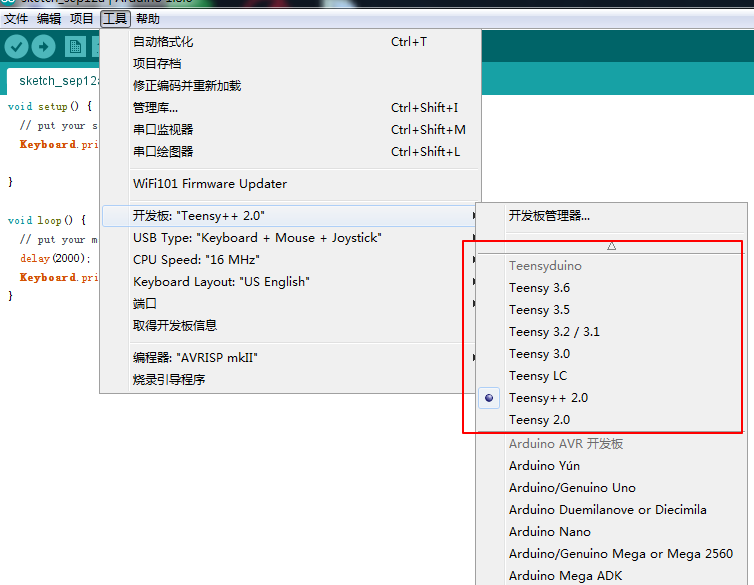 sketch_sep12a | Arduino 1.8.0
文件 编辑 项目 工具 帮助
自动格式化 Ctrl+T
项目存档
修正编码并重新加载
管理库... Ctrl+Shift+I
串口监视器 Ctrl+Shift+M
串口绘图器 Ctrl+Shift+L
WiFi101 Firmware Updater
开发板: "Teensy++ 2.0"
USB Type: "Keyboard + Mouse + Joystick"
CPU Speed: "16 MHz"
Keyboard Layout: "US English"
端口
取得开发板信息
编程器: "AVRISP mkII"
烧录引导程序
sketch_sep12a
void setup() {
// put your s
Keyboard.pri
}
void loop() {
// put your m
delay(2000);
Keyboard.pri
}
开发板管理器...
Teensyduino
Teensy 3.6
Teensy 3.5
Teensy 3.2 / 3.1
Teensy 3.0
Teensy LC
Teensy++ 2.0
Teensy 2.0
Arduino AVR 开发板
Arduino Yún
Arduino/Genuino Uno
Arduino Duemilanove or Diecimila
Arduino Nano
Arduino/Genuino Mega or Mega 2560
Arduino Mega ADK